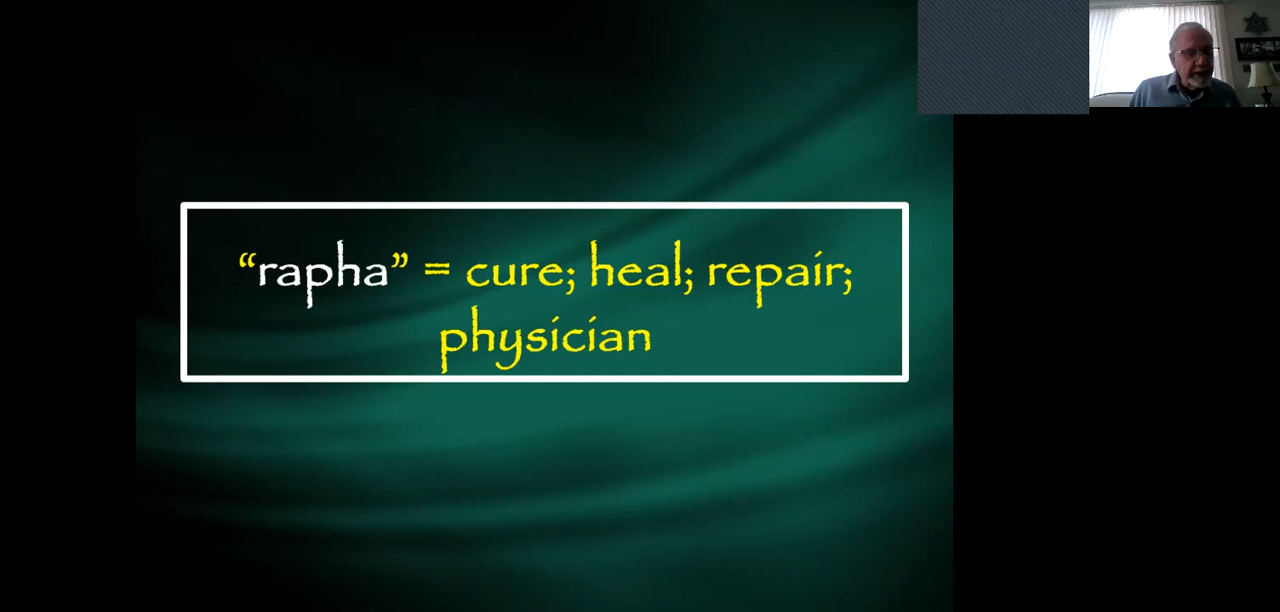 “rapha” = cure; heal; repair;
physician